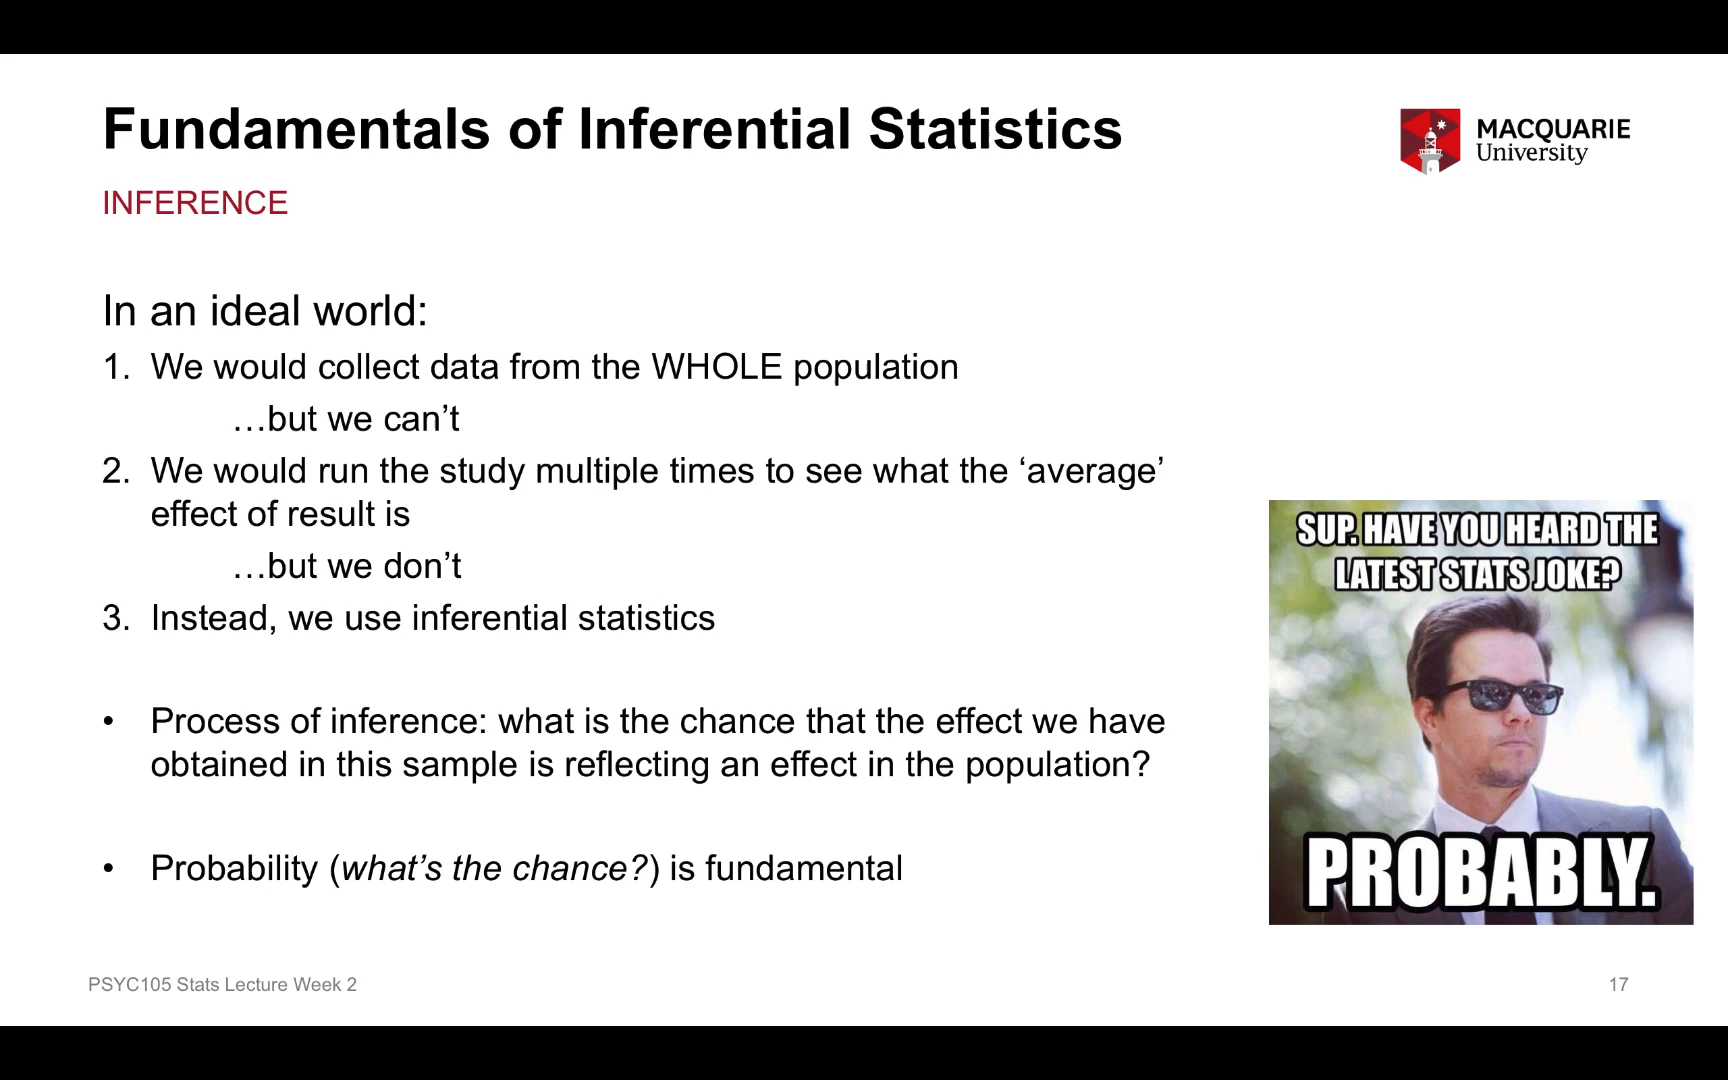 Fundamentals of Inferential Statistics
MACQUARIE
University
INFERENCE
In an ideal world:
1. We would collect data from the WHOLE population
…but we can’t
2. We would run the study multiple times to see what the ‘average’
effect of result is
…but we don’t
3. Instead, we use inferential statistics
• Process of inference: what is the chance that the effect we have
obtained in this sample is reflecting an effect in the population?
• Probability (what’s the chance?) is fundamental
SUP. HAVE YOU HEARD THE
LATEST STATS JOKE?
PROBABLY.
PSYC105 Stats Lecture Week 2
17